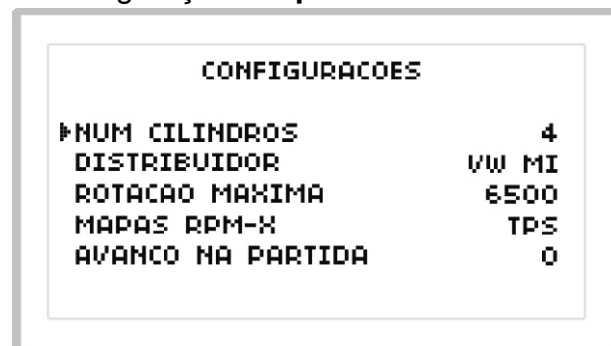 CONFIGURACOES
NUM CILINDROS 4
DISTRIBUIDOR VW MI
ROTACAO MAXIMA 6500
MAPAS RPM-X TPS
AVANCO NA PARTIDA 0